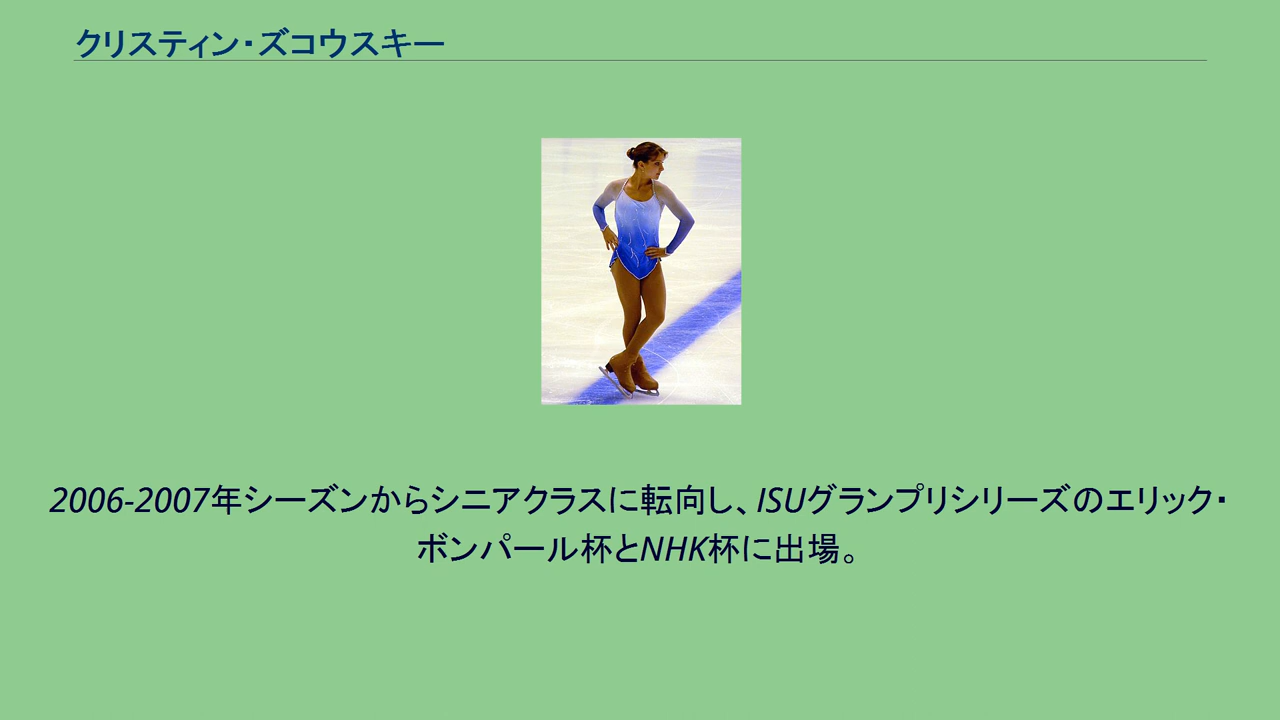 クリスティン・ズコウスキー
2006-2007年シーズンからシニアクラスに転向し、ISUグランプリシリーズのエリック・
ボンパール杯とNHK杯に出場。